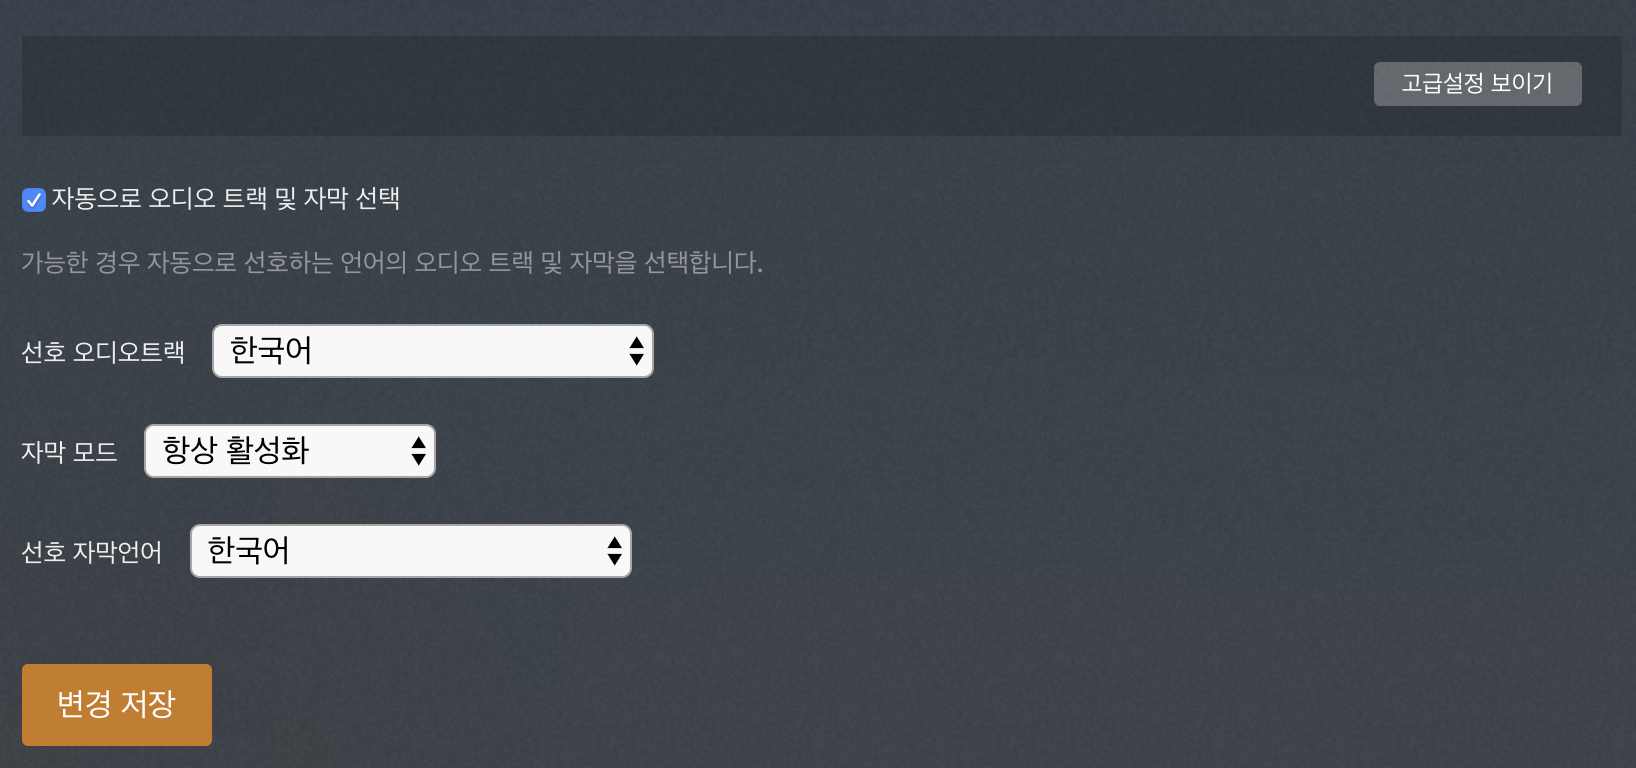 고급설정 보이기
자동으로 오디오 트랙 및 자막 선택
가능한 경우 자동으로 선호하는 언어의 오디오 트랙 및 자막을 선택합니다.
선호 오디오트랙 한국어
자막 모드 항상 활성화
선호 자막언어 한국어
변경 저장